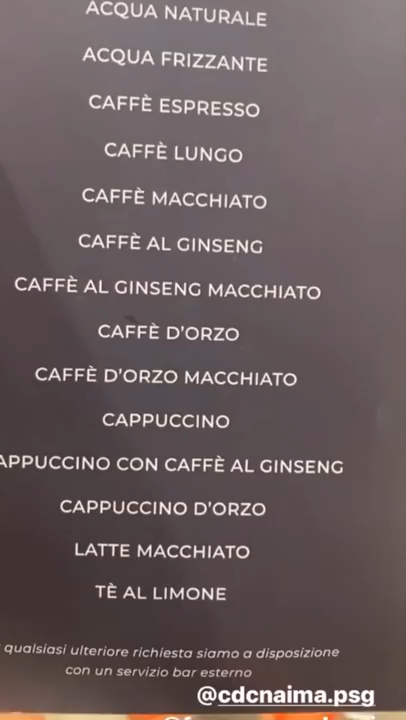 ACQUA NATURALE
ACQUA FRIZZANTE
CAFFÈ ESPRESSO
CAFFÈ LUNGO
CAFFÈ MACCHIATO
CAFFÈ AL GINSENG
CAFFÈ AL GINSENG MACCHIATO
CAFFÈ D'ORZO
CAFFÈ D'ORZO MACCHIATO
CAPPUCCINO
APPUCCINO CON CAFFÈ AL GINSENG
CAPPUCCINO D'ORZO
LATTE MACCHIATO
TÈ AL LIMONE
qualsiasi ulteriore richiesta siamo a disposizione
con un servizio bar esterno
@cdcnaima.psg